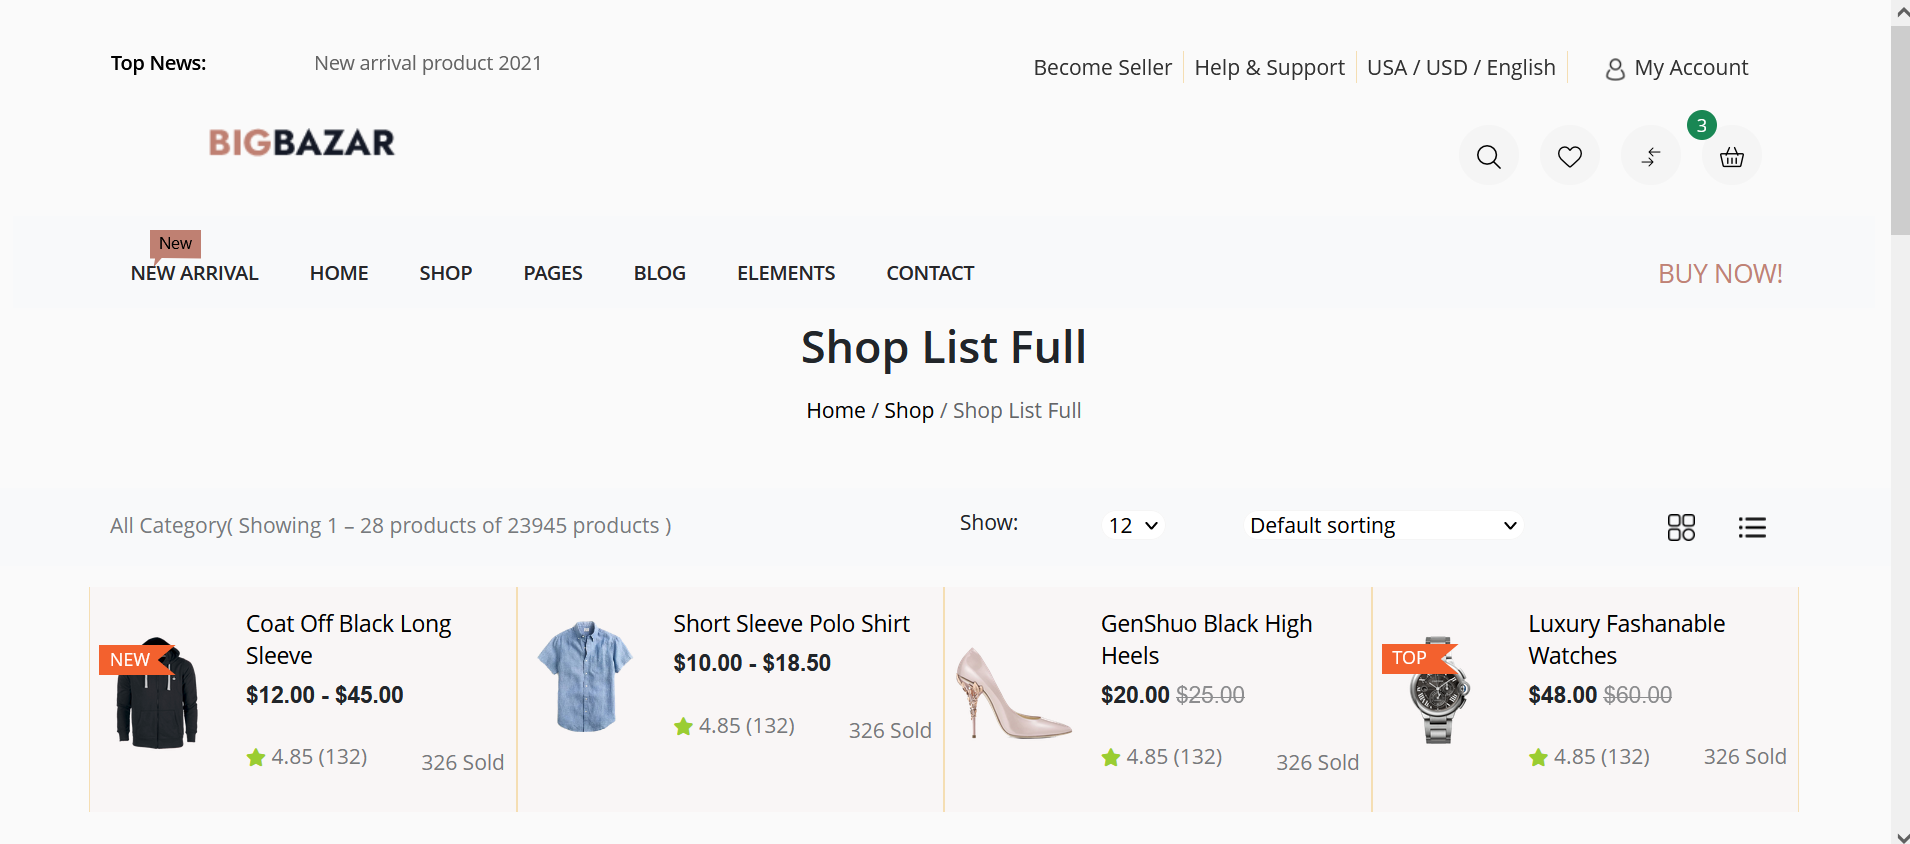 Top News:
New arrival product 2021
Become Seller
Help & Support
USA / USD / English
My Account
BIGBAZAR
3
New
NEW ARRIVAL
HOME
SHOP
PAGES
BLOG
ELEMENTS
CONTACT
BUY NOW!
Shop List Full
Home / Shop / Shop List Full
All Category( Showing 1 – 28 products of 23945 products )
Show:
12
Default sorting
NEW
Coat Off Black Long
Sleeve
$12.00 - $45.00
4.85 (132)
326 Sold
Short Sleeve Polo Shirt
$10.00 - $18.50
4.85 (132)
326 Sold
GenShuo Black High
Heels
$20.00 $25.00
4.85 (132)
326 Sold
TOP
Luxury Fashanable
Watches
$48.00 $60.00
4.85 (132)
326 Sold